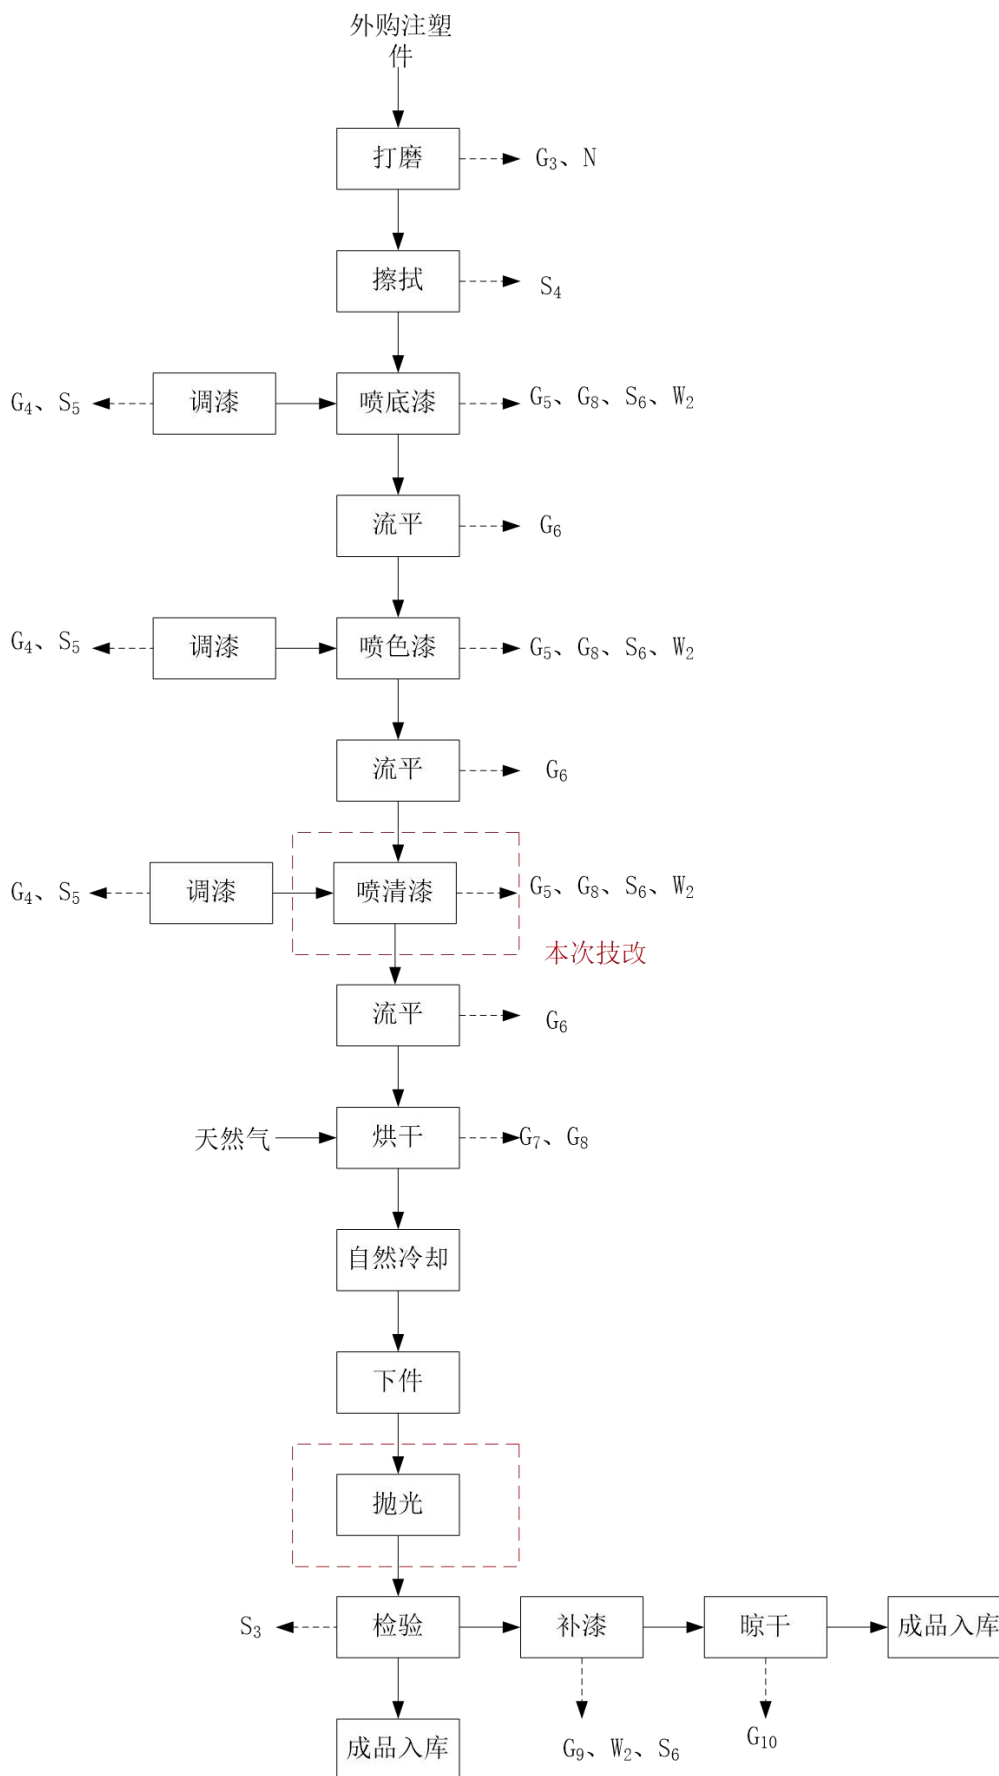 外购注塑
件
打磨
G₃、N
擦拭
S₄
G₄、S₅
调漆
喷底漆
G₅、G₈、S₆、W₂
流平
G₆
G₄、S₅
调漆
喷色漆
G₅、G₈、S₆、W₂
流平
G₆
G₄、S₅
调漆
喷清漆
G₅、G₈、S₆、W₂
本次技改
流平
G₆
天然气
烘干
G₇、G₈
自然冷却
下件
抛光
S₃
检验
补漆
晾干
成品入库
成品入库
G₉、W₂、S₆
G₁₀